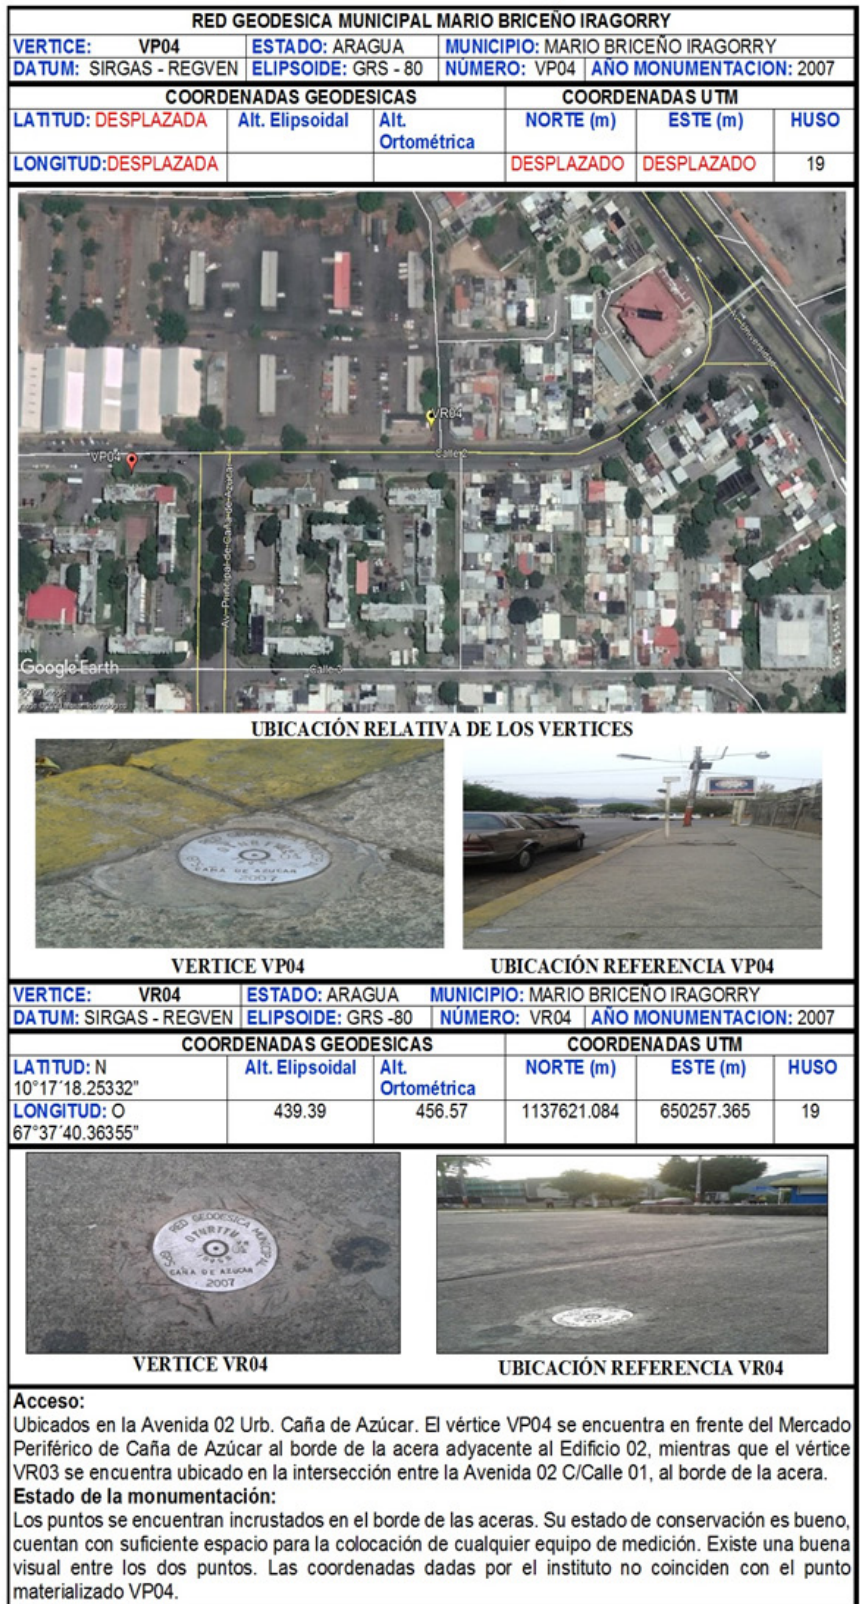 RED GEODESICA MUNICIPAL MARIO BRICEÑO IRAGORRY
VERTICE: VP04 ESTADO: ARAGUA MUNICIPIO: MARIO BRICEÑO IRAGORRY
DATUM: SIRGAS - REGVEN ELIPSOIDE: GRS - 80 NÚMERO: VP04 AÑO MONUMENTACION: 2007
COORDENADAS GEODESICAS COORDENADAS UTM
LATITUD: DESPLAZADA Alt. Elipsoidal Alt. Ortométrica NORTE (m) ESTE (m) HUSO
LONGITUD:DESPLAZADA DESPLAZADO DESPLAZADO 19
Av. Universidad
VR04
VP04
Calle 2
Av. Principal de Caña de Azúcar
Google Earth
Calle 3
UBICACIÓN RELATIVA DE LOS VERTICES
CAÑA DE AZUCAR
2007
VERTICE VP04 UBICACIÓN REFERENCIA VP04
VERTICE: VR04 ESTADO: ARAGUA MUNICIPIO: MARIO BRICEÑO IRAGORRY
DATUM: SIRGAS - REGVEN ELIPSOIDE: GRS -80 NÚMERO: VR04 AÑO MONUMENTACION: 2007
COORDENADAS GEODESICAS COORDENADAS UTM
LATITUD: N 10°17´18.25332” Alt. Elipsoidal Alt. Ortométrica NORTE (m) ESTE (m) HUSO
LONGITUD: O 67°37´40.36355” 439.39 456.57 1137621.084 650257.365 19
RED GEODESICA MUNICIPAL
OTNRTTU
GPS
CAÑA DE AZUCAR
2007
VERTICE VR04 UBICACIÓN REFERENCIA VR04
Acceso:
Ubicados en la Avenida 02 Urb. Caña de Azúcar. El vértice VP04 se encuentra en frente del Mercado
Periférico de Caña de Azúcar al borde de la acera adyacente al Edificio 02, mientras que el vértice
VR03 se encuentra ubicado en la intersección entre la Avenida 02 C/Calle 01, al borde de la acera.
Estado de la monumentación:
Los puntos se encuentran incrustados en el borde de las aceras. Su estado de conservación es bueno,
cuentan con suficiente espacio para la colocación de cualquier equipo de medición. Existe una buena
visual entre los dos puntos. Las coordenadas dadas por el instituto no coinciden con el punto
materializado VP04.